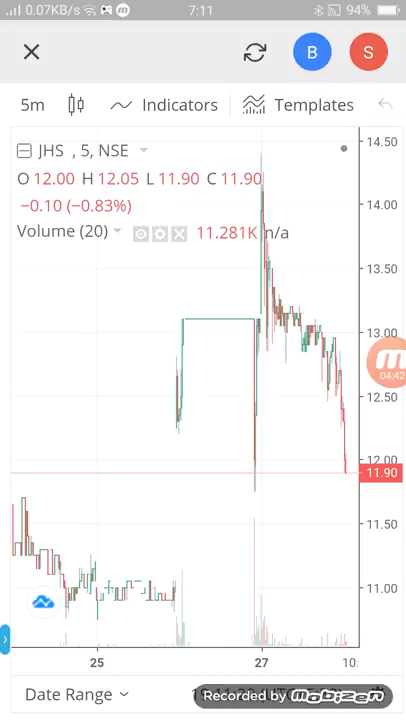 0.07KB/s 7:11 94%
B S
5m Indicators Templates
JHS , 5, NSE
O 12.00 H 12.05 L 11.90 C 11.90
−0.10 (−0.83%)
Volume (20) 11.281K n/a
14.50
14.00
13.50
13.00
04:42
12.50
12.00
11.90
11.50
11.00
25 27 10:
Date Range
Recorded by mobizen